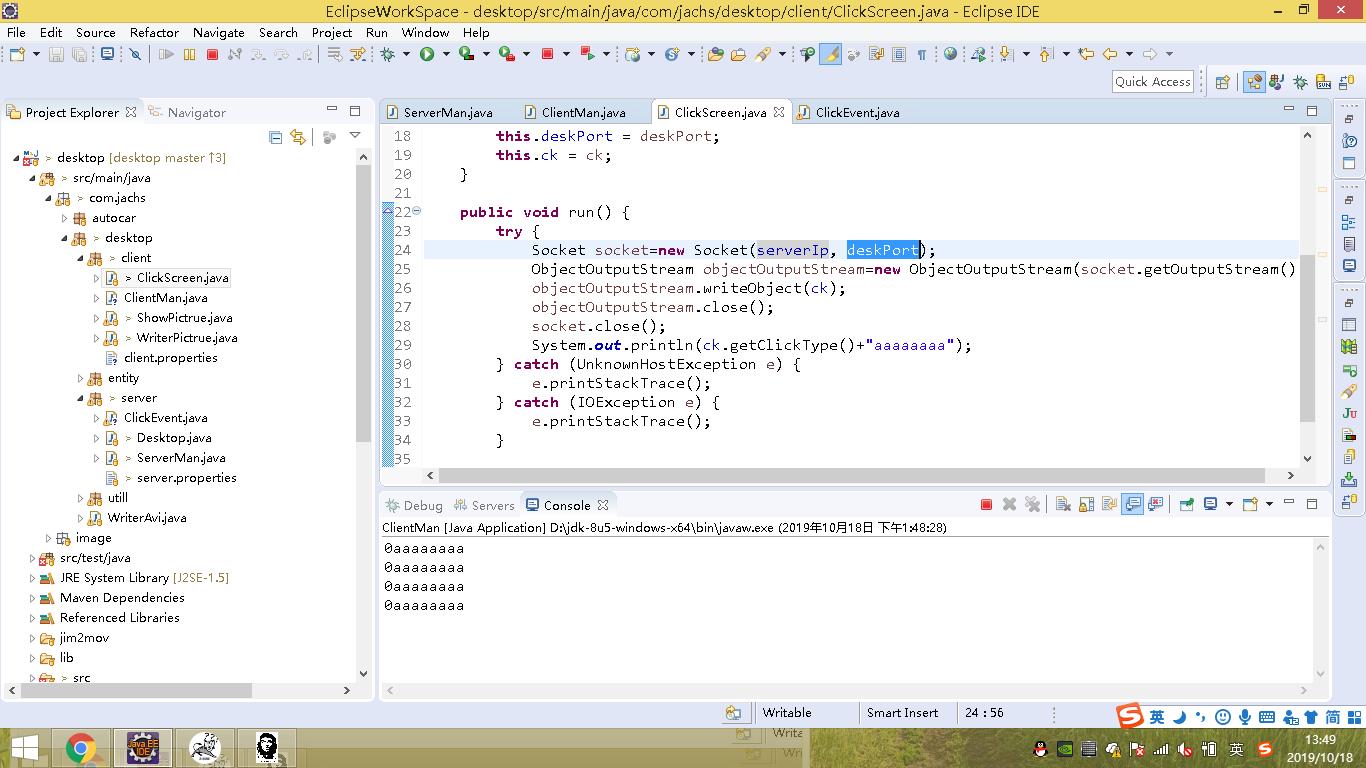 EclipseWorkSpace - desktop/src/main/java/com/jachs/desktop/client/ClickScreen.java - Eclipse IDE
File Edit Source Refactor Navigate Search Project Run Window Help
Quick Access
Project Explorer
Navigator
> desktop [desktop master ↑3]
> src/main/java
> com.jachs
autocar
> desktop
> client
> ClickScreen.java
ClientMan.java
> ShowPictrue.java
> WriterPictrue.java
client.properties
entity
> server
ClickEvent.java
> Desktop.java
> ServerMan.java
> server.properties
utill
WriterAvi.java
image
src/test/java
JRE System Library [J2SE-1.5]
Maven Dependencies
Referenced Libraries
jim2mov
lib
> src
ServerMan.java ClientMan.java ClickScreen.java ClickEvent.java
18 this.deskPort = deskPort;
19 this.ck = ck;
20 }
21
22 public void run() {
23 try {
24 Socket socket=new Socket(serverIp, deskPort);
25 ObjectOutputStream objectOutputStream=new ObjectOutputStream(socket.getOutputStream()
26 objectOutputStream.writeObject(ck);
27 objectOutputStream.close();
28 socket.close();
29 System.out.println(ck.getClickType()+"aaaaaaaa");
30 } catch (UnknownHostException e) {
31 e.printStackTrace();
32 } catch (IOException e) {
33 e.printStackTrace();
34 }
35
Debug Servers Console
ClientMan [Java Application] D:\jdk-8u5-windows-x64\bin\javaw.exe (2019年10月18日 下午1:48:28)
0aaaaaaaa
0aaaaaaaa
0aaaaaaaa
0aaaaaaaa
Writable Smart Insert 24 : 56
英 简
Java EE
IDE
英
13:49
2019/10/18